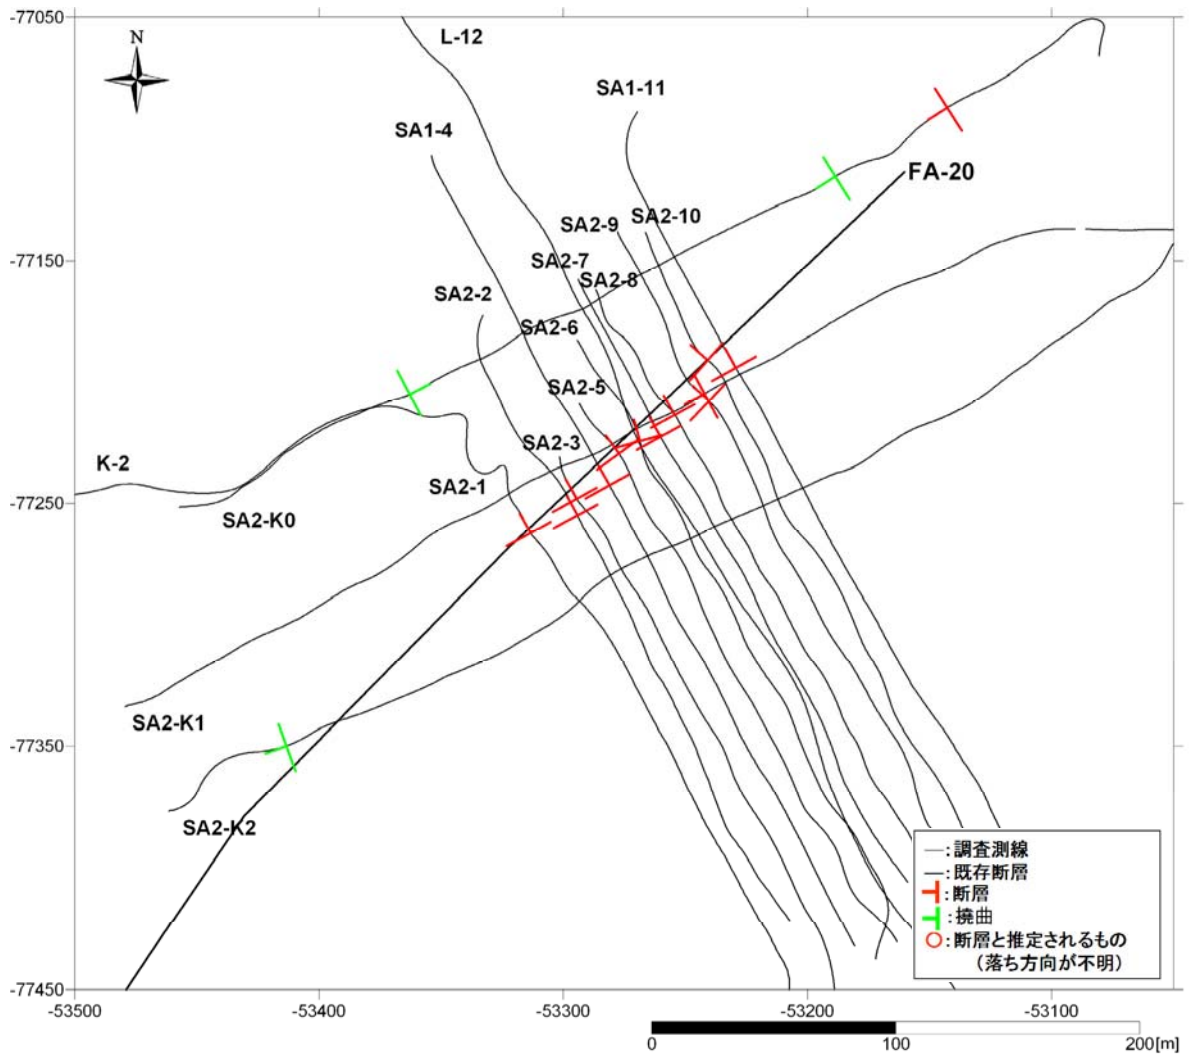 -77050
N
L-12
SA1-11
SA1-4
FA-20
SA2-10
SA2-9
-77150
SA2-7
SA2-8
SA2-2
SA2-6
SA2-5
SA2-3
K-2
SA2-1
-77250
SA2-K0
SA2-K1
-77350
SA2-K2
—:調査測線
—:既存断層
:断層
:撓曲
○:断層と推定されるもの
(落ち方向が不明)
-77450
-53500
-53400
-53300
-53200
-53100
0
100
200[m]